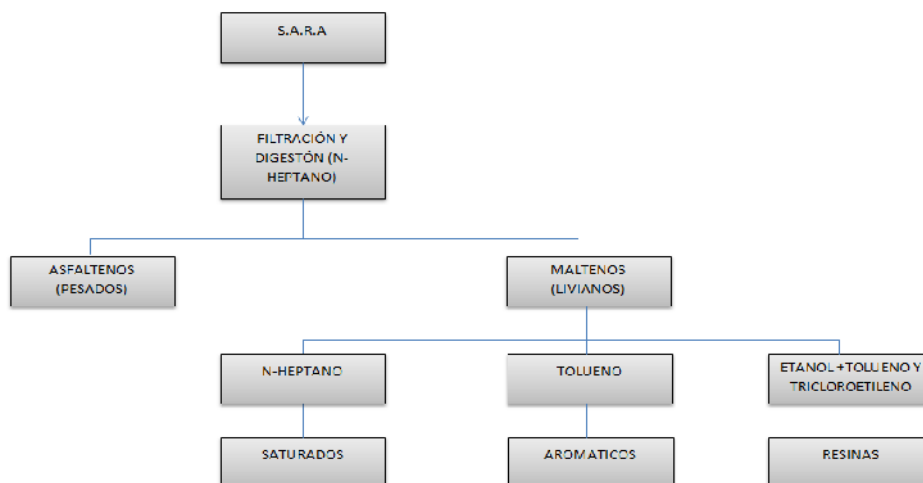 S.A.R.A
FILTRACIÓN Y
DIGESTÓN (N-
HEPTANO)
ASFALTENOS
(PESADOS)
MALTENOS
(LIVIANOS)
N-HEPTANO
TOLUENO
ETANOL +TOLUENO Y
TRICLOROETILENO
SATURADOS
AROMATICOS
RESINAS